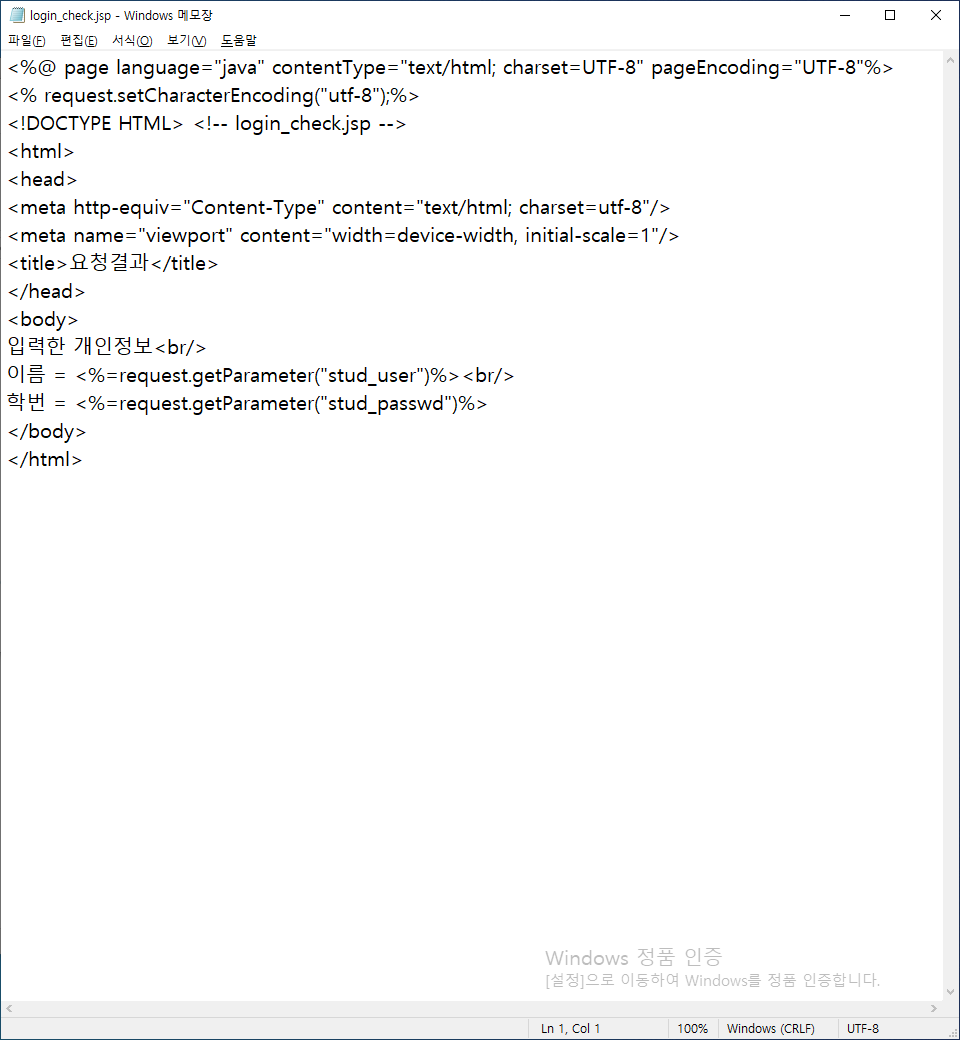 login_check.jsp - Windows 메모장
파일(F) 편집(E) 서식(O) 보기(V) 도움말
<%@ page language="java" contentType="text/html; charset=UTF-8" pageEncoding="UTF-8"%>
<% request.setCharacterEncoding("utf-8");%>
<!DOCTYPE HTML> <!-- login_check.jsp -->
<html>
<head>
<meta http-equiv="Content-Type" content="text/html; charset=utf-8"/>
<meta name="viewport" content="width=device-width, initial-scale=1"/>
<title>요청결과</title>
</head>
<body>
입력한 개인정보<br/>
이름 = <%=request.getParameter("stud_user")%><br/>
학번 = <%=request.getParameter("stud_passwd")%>
</body>
</html>
Windows 정품 인증
[설정]으로 이동하여 Windows를 정품 인증합니다.
Ln 1, Col 1 100% Windows (CRLF) UTF-8